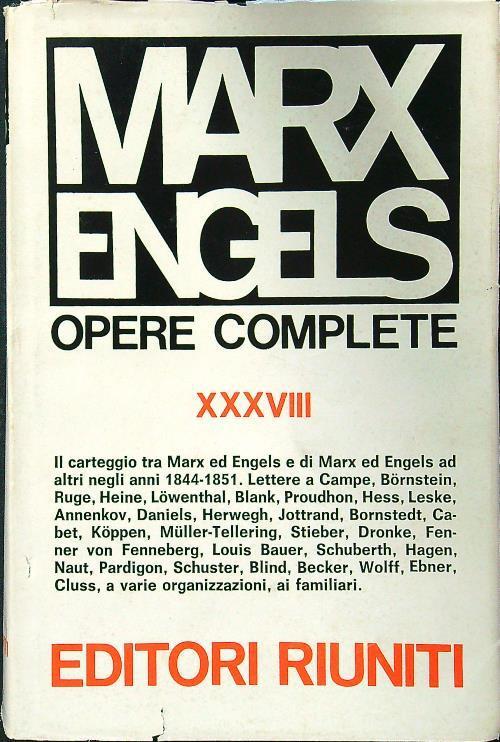 MARX
ENGELS
OPERE COMPLETE
XXXVIII
Il carteggio tra Marx ed Engels e di Marx ed Engels ad
altri negli anni 1844-1851. Lettere a Campe, Börnstein,
Ruge, Heine, Löwenthal, Blank, Proudhon, Hess, Leske,
Annenkov, Daniels, Herwegh, Jottrand, Bornstedt, Ca-
bet, Köppen, Müller-Tellering, Stieber, Dronke, Fen-
ner von Fenneberg, Louis Bauer, Schuberth, Hagen,
Naut, Pardigon, Schuster, Blind, Becker, Wolff, Ebner,
Cluss, a varie organizzazioni, ai familiari.
EDITORI RIUNITI